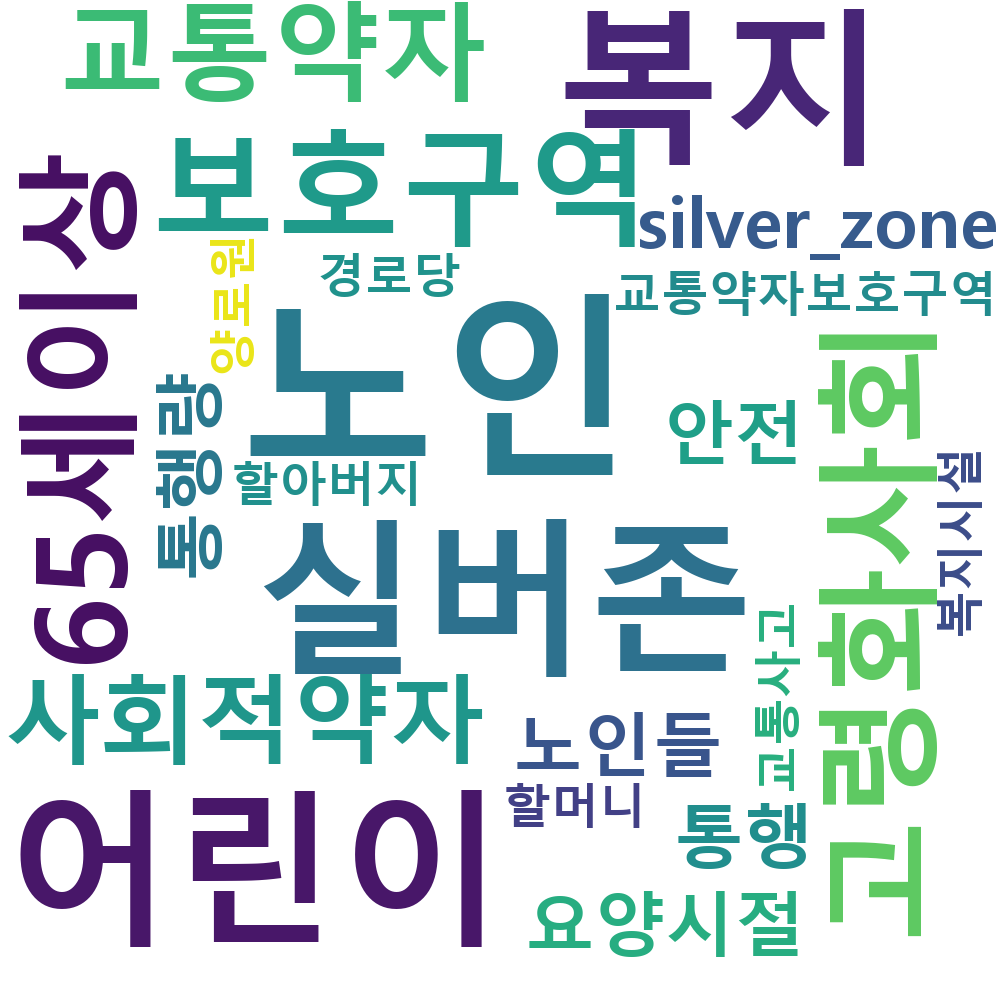 교통약자
복지
보호구역
silver_zone
65세이상
양로원
경로당
교통약자보호구역
노인
통행량
할아버지
안전
고령화사회
복지시설
실버존
사회적약자
교통사고
노인들
할머니
통행
어린이
요양시절